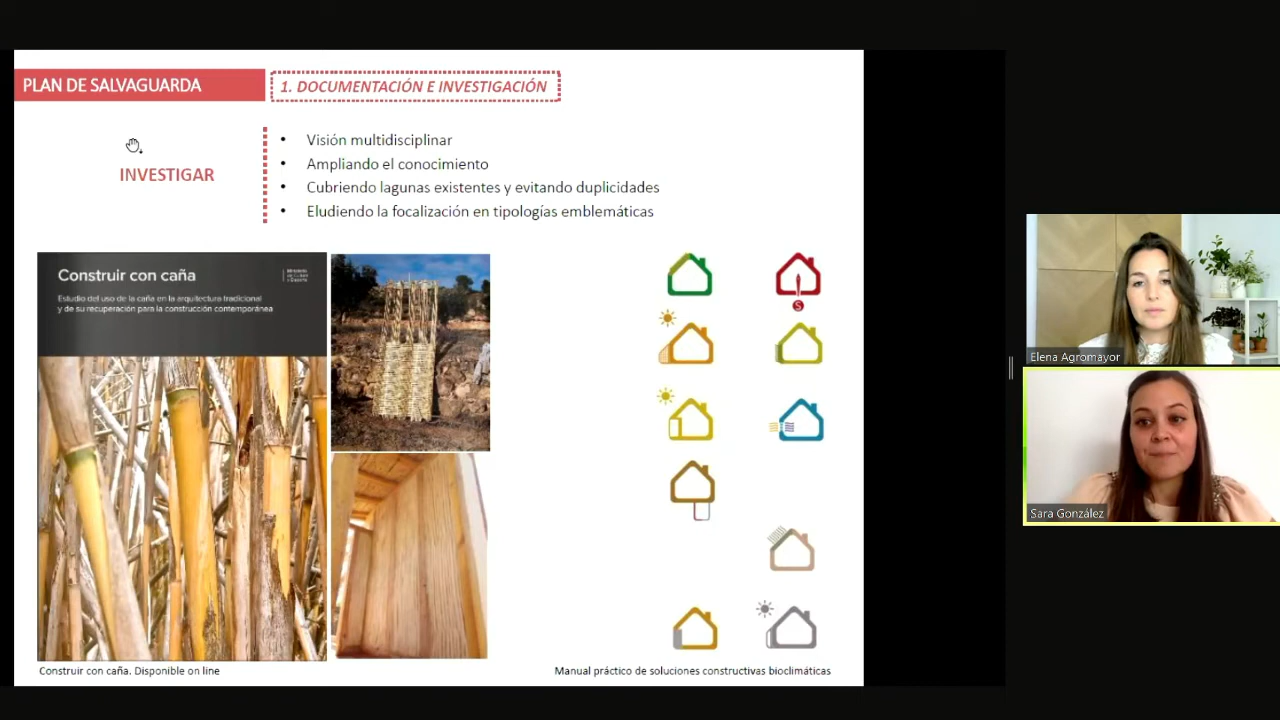 PLAN DE SALVAGUARDA
1. DOCUMENTACIÓN E INVESTIGACIÓN
INVESTIGAR
• Visión multidisciplinar
• Ampliando el conocimiento
• Cubriendo lagunas existentes y evitando duplicidades
• Eludiendo la focalización en tipologías emblemáticas
Construir con caña
Estudio del uso de la caña en la arquitectura tradicional
y de su recuperación para la construcción contemporánea
S
Construir con caña. Disponible on line
Manual práctico de soluciones constructivas bioclimáticas
Elena Agromayor
Sara González